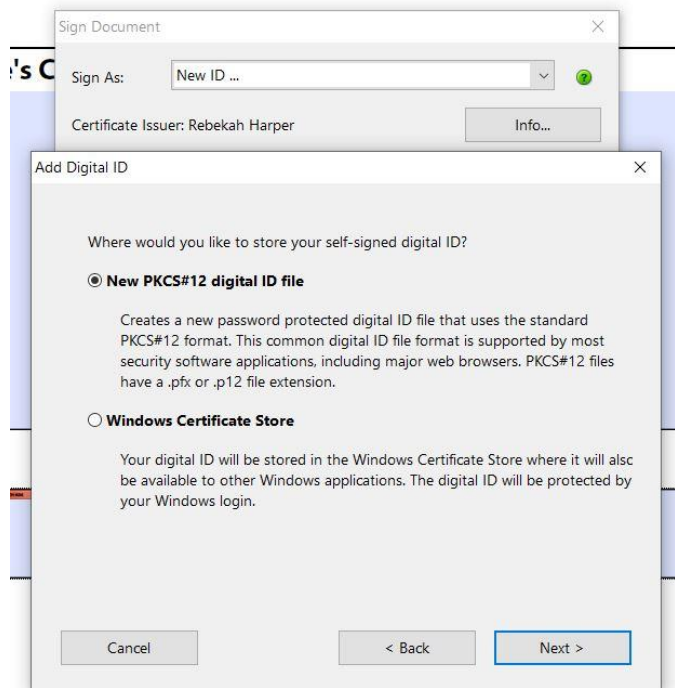 Sign Document
's C
Sign As:
New ID ...
?
Certificate Issuer: Rebekah Harper
Info...
Add Digital ID
Where would you like to store your self-signed digital ID?
New PKCS#12 digital ID file
Creates a new password protected digital ID file that uses the standard
PKCS#12 format. This common digital ID file format is supported by most
security software applications, including major web browsers. PKCS#12 files
have a .pfx or .p12 file extension.
Windows Certificate Store
Your digital ID will be stored in the Windows Certificate Store where it will alsc
be available to other Windows applications. The digital ID will be protected by
your Windows login.
Cancel
< Back
Next >